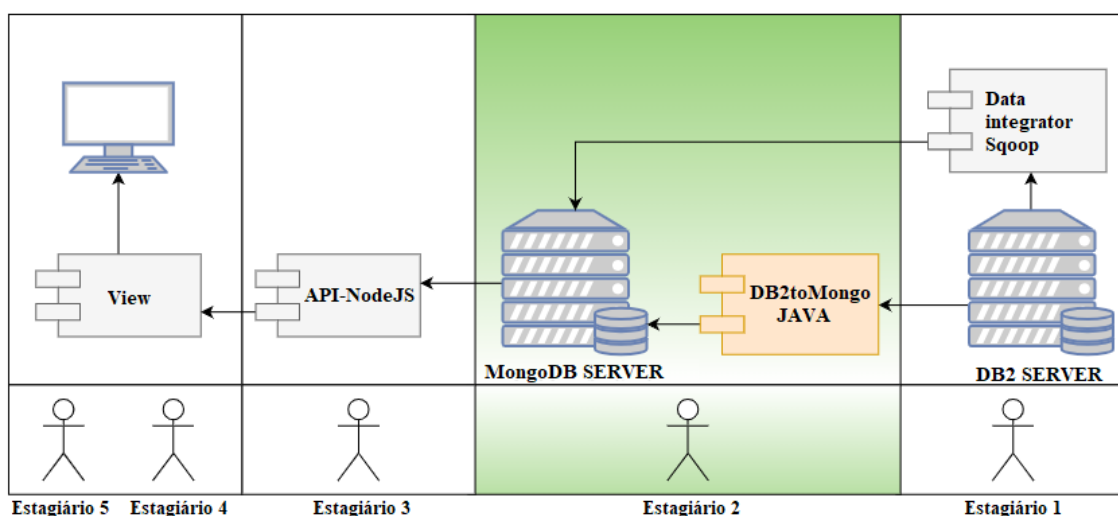 Data
integrator
Sqoop
View
API-NodeJS
DB2toMongo
JAVA
MongoDB SERVER
DB2 SERVER
Estagiário 5
Estagiário 4
Estagiário 3
Estagiário 2
Estagiário 1